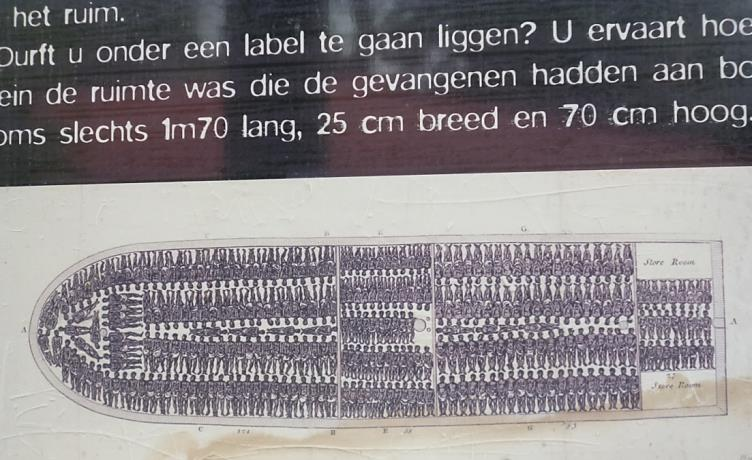 het ruim.
Durft u onder een label te gaan liggen? U ervaart hoe
ein de ruimte was die de gevangenen hadden aan bo
oms slechts 1m70 lang, 25 cm breed en 70 cm hoog.
C B E G
Store Room
A A
Store Room
C B E G